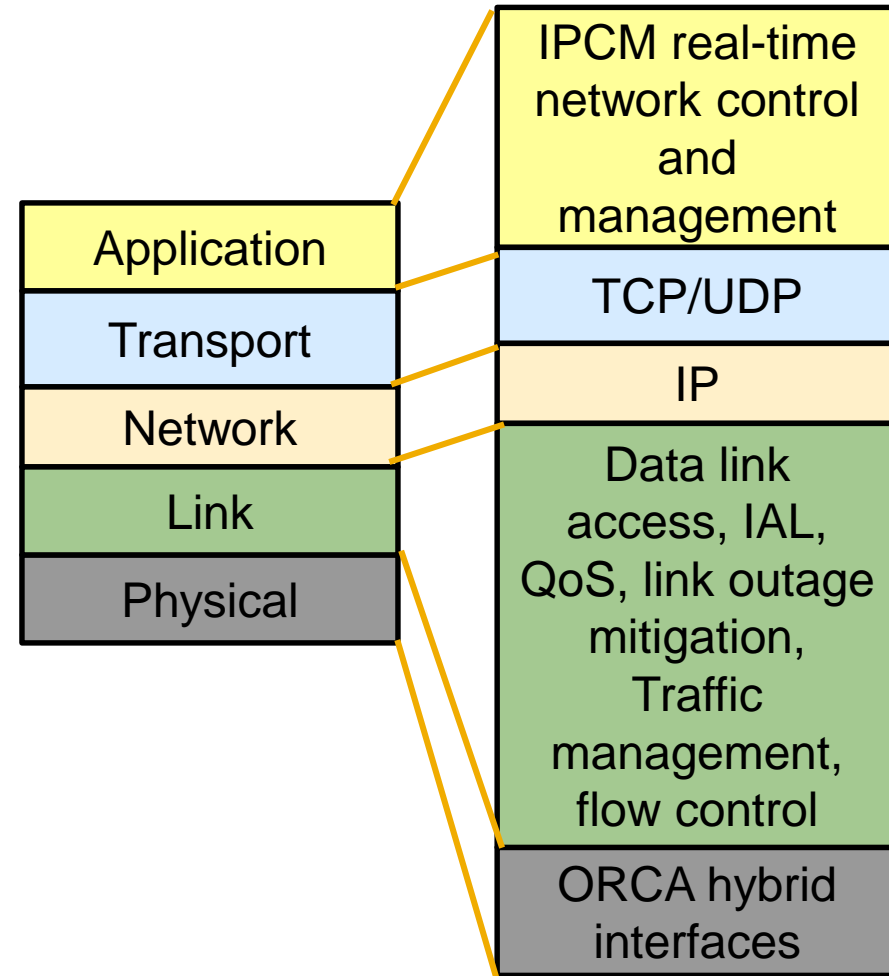 Application
Transport
Network
Link
Physical
IPCM real-time
network control
and
management
TCP/UDP
IP
Data link
access, IAL,
QoS, link outage
mitigation,
Traffic
management,
flow control
ORCA hybrid
interfaces